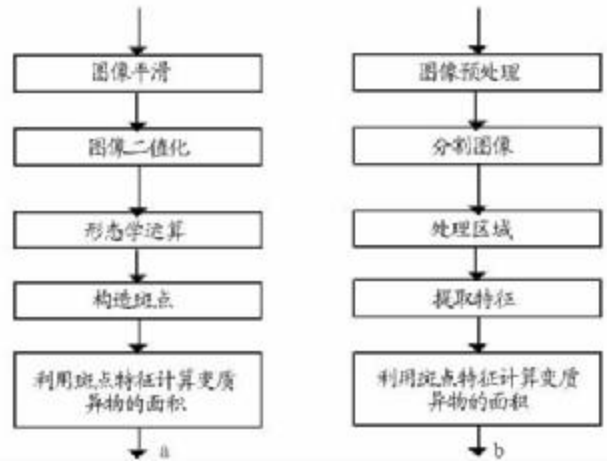 图像平滑
图像二值化
形态学运算
构造斑点
利用斑点特征计算变质
异物的面积
a
图像预处理
分割图像
处理区域
提取特征
利用斑点特征计算变质
异物的面积
b